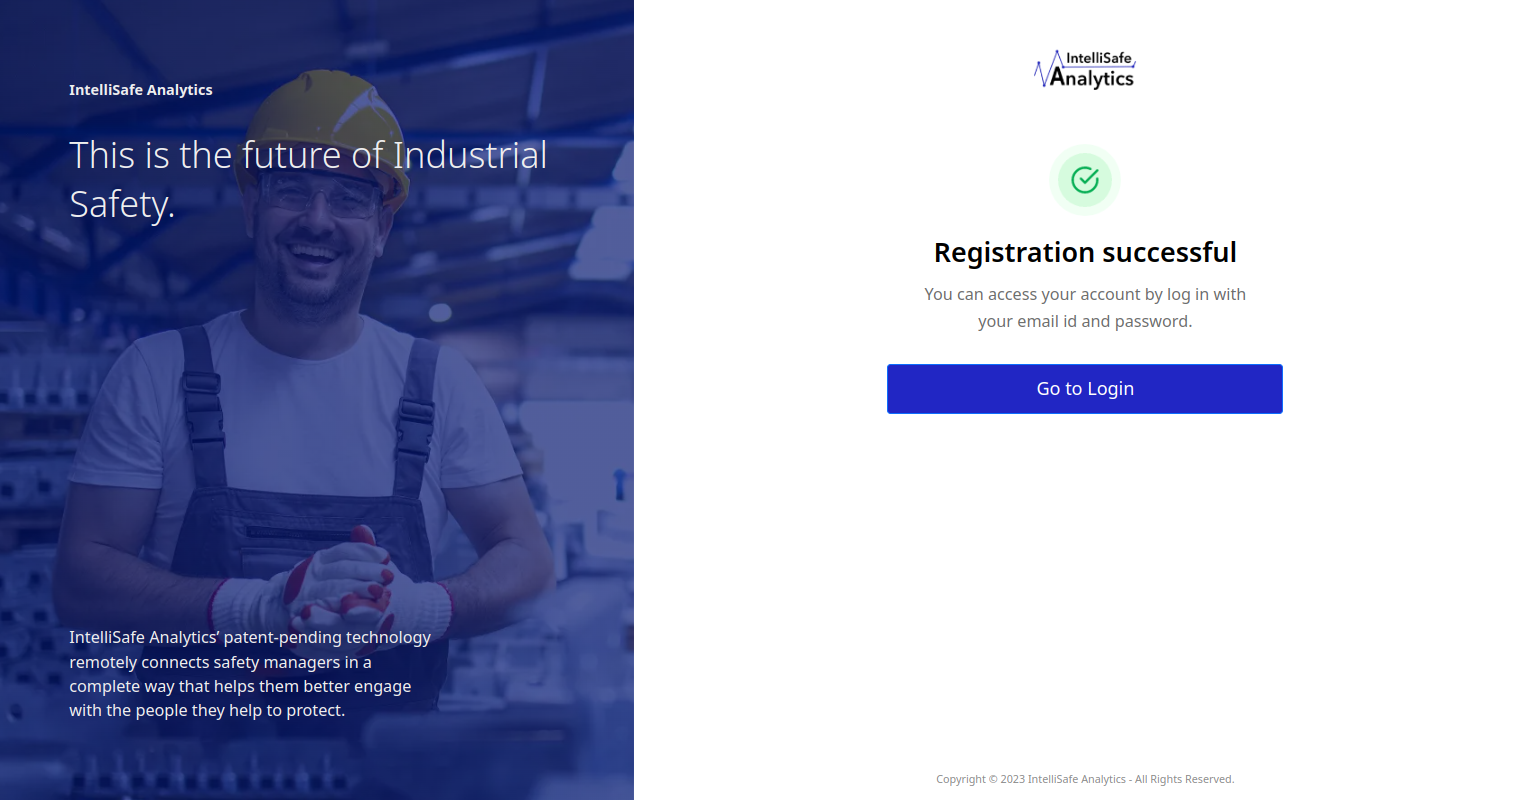 IntelliSafe Analytics
This is the future of Industrial
Safety.
IntelliSafe Analytics’ patent-pending technology
remotely connects safety managers in a
complete way that helps them better engage
with the people they help to protect.
IntelliSafe
Analytics
Registration successful
You can access your account by log in with
your email id and password.
Go to Login
Copyright © 2023 IntelliSafe Analytics - All Rights Reserved.